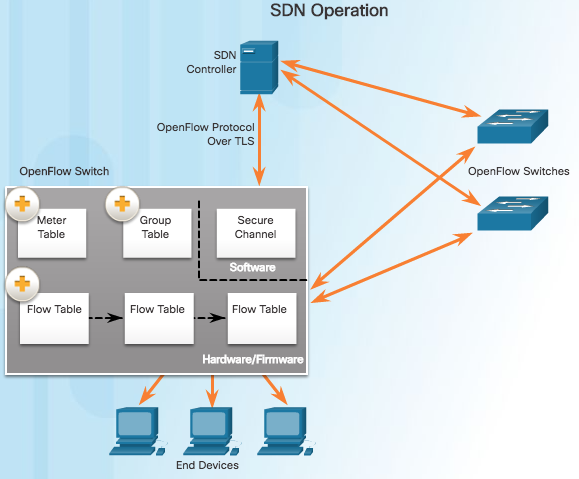 SDN Operation
SDN
Controller
OpenFlow Protocol
Over TLS
OpenFlow Switch
OpenFlow Switches
Meter
Table
Group
Table
Secure
Channel
Software
Flow Table
Flow Table
Flow Table
Hardware/Firmware
End Devices